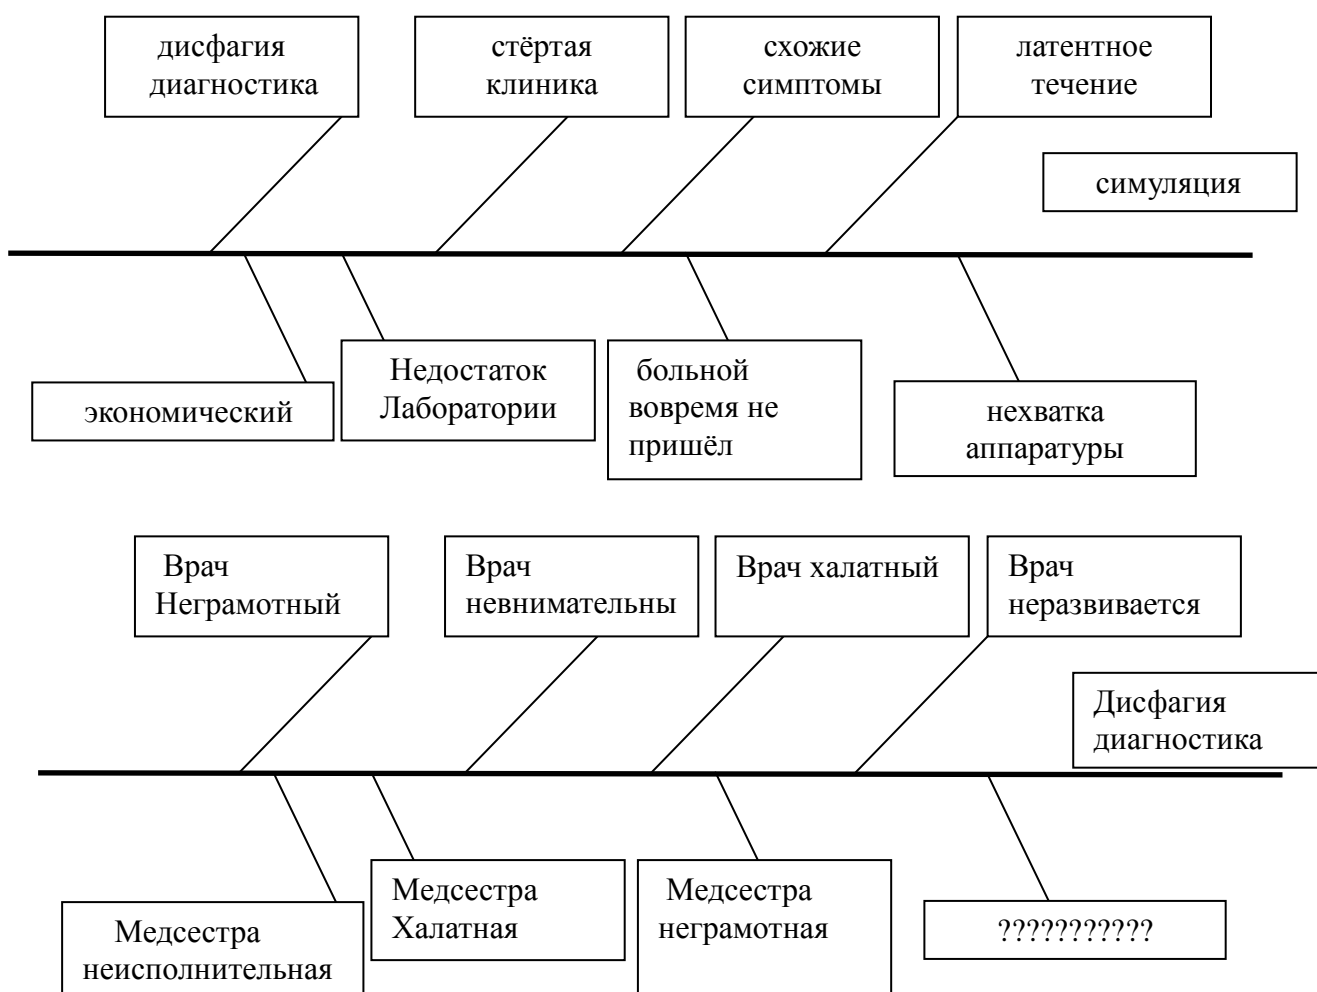 дисфагия
диагностика
стёртая
клиника
схожие
симптомы
латентное
течение
симуляция
экономический
Недостаток
Лаборатории
больной
вовремя не
пришёл
нехватка
аппаратуры
Врач
Неграмотный
Врач
невнимательны
Врач халатный
Врач
неразвивается
Дисфагия
диагностика
Медсестра
неисполнительная
Медсестра
Халатная
Медсестра
неграмотная
???????????